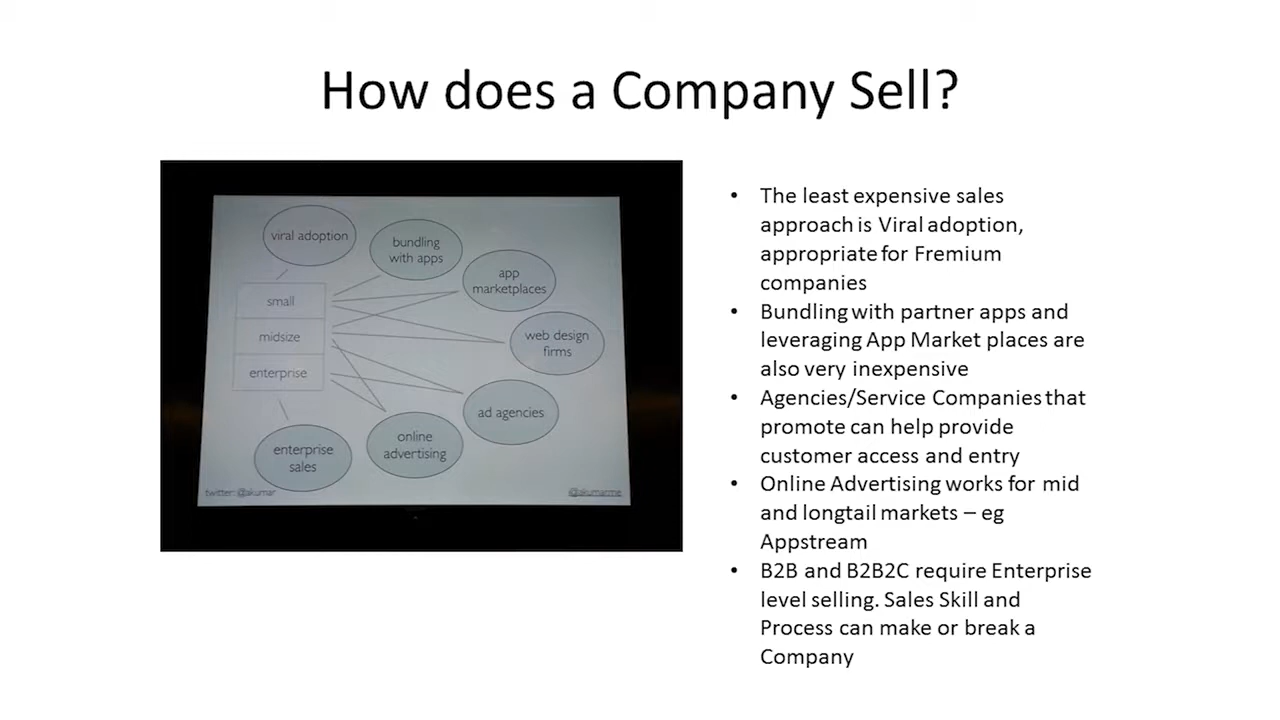 How does a Company Sell?
viral adoption
bundling
with apps
app
marketplaces
small
midsize
web design
firms
enterprise
ad agencies
online
advertising
enterprise
sales
twitter: @akumar
@akumarme
• The least expensive sales
approach is Viral adoption,
appropriate for Fremium
companies
• Bundling with partner apps and
leveraging App Market places are
also very inexpensive
• Agencies/Service Companies that
promote can help provide
customer access and entry
• Online Advertising works for mid
and longtail markets – eg
Appstream
• B2B and B2B2C require Enterprise
level selling. Sales Skill and
Process can make or break a
Company